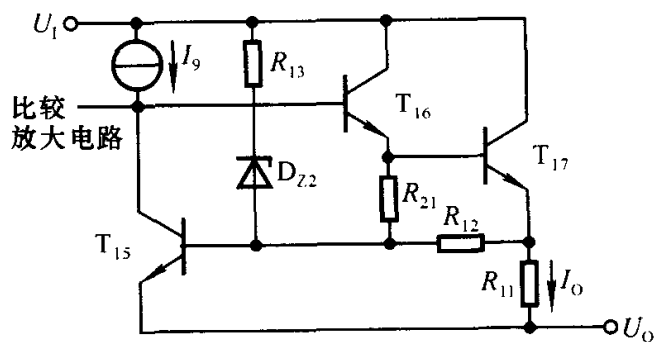 U_I
I_9
R_13
T_16
比较
放大电路
D_Z2
T_17
R_21
R_12
T_15
R_11
I_O
U_O